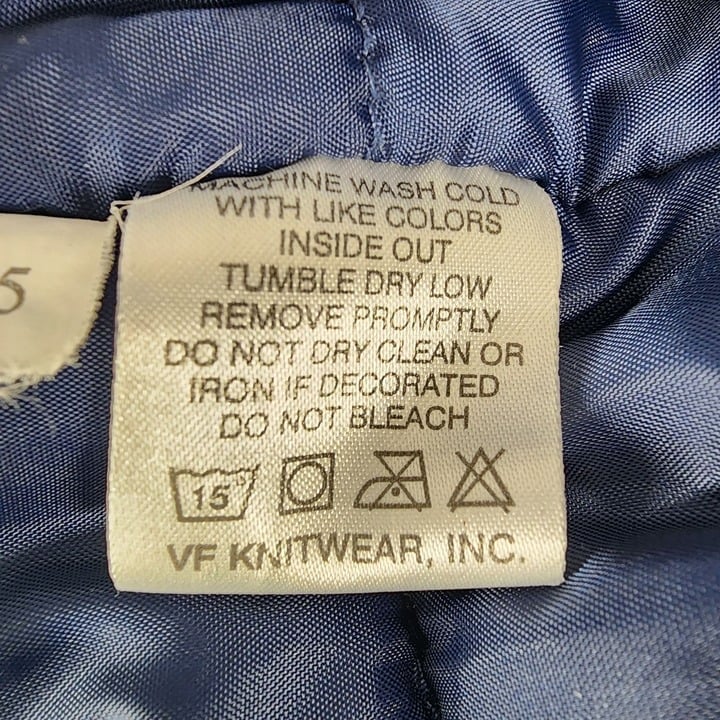 MACHINE WASH COLD
WITH LIKE COLORS
INSIDE OUT
TUMBLE DRY LOW
REMOVE PROMPTLY
DO NOT DRY CLEAN OR
IRON IF DECORATED
DO NOT BLEACH
15
VF KNITWEAR, INC.
5